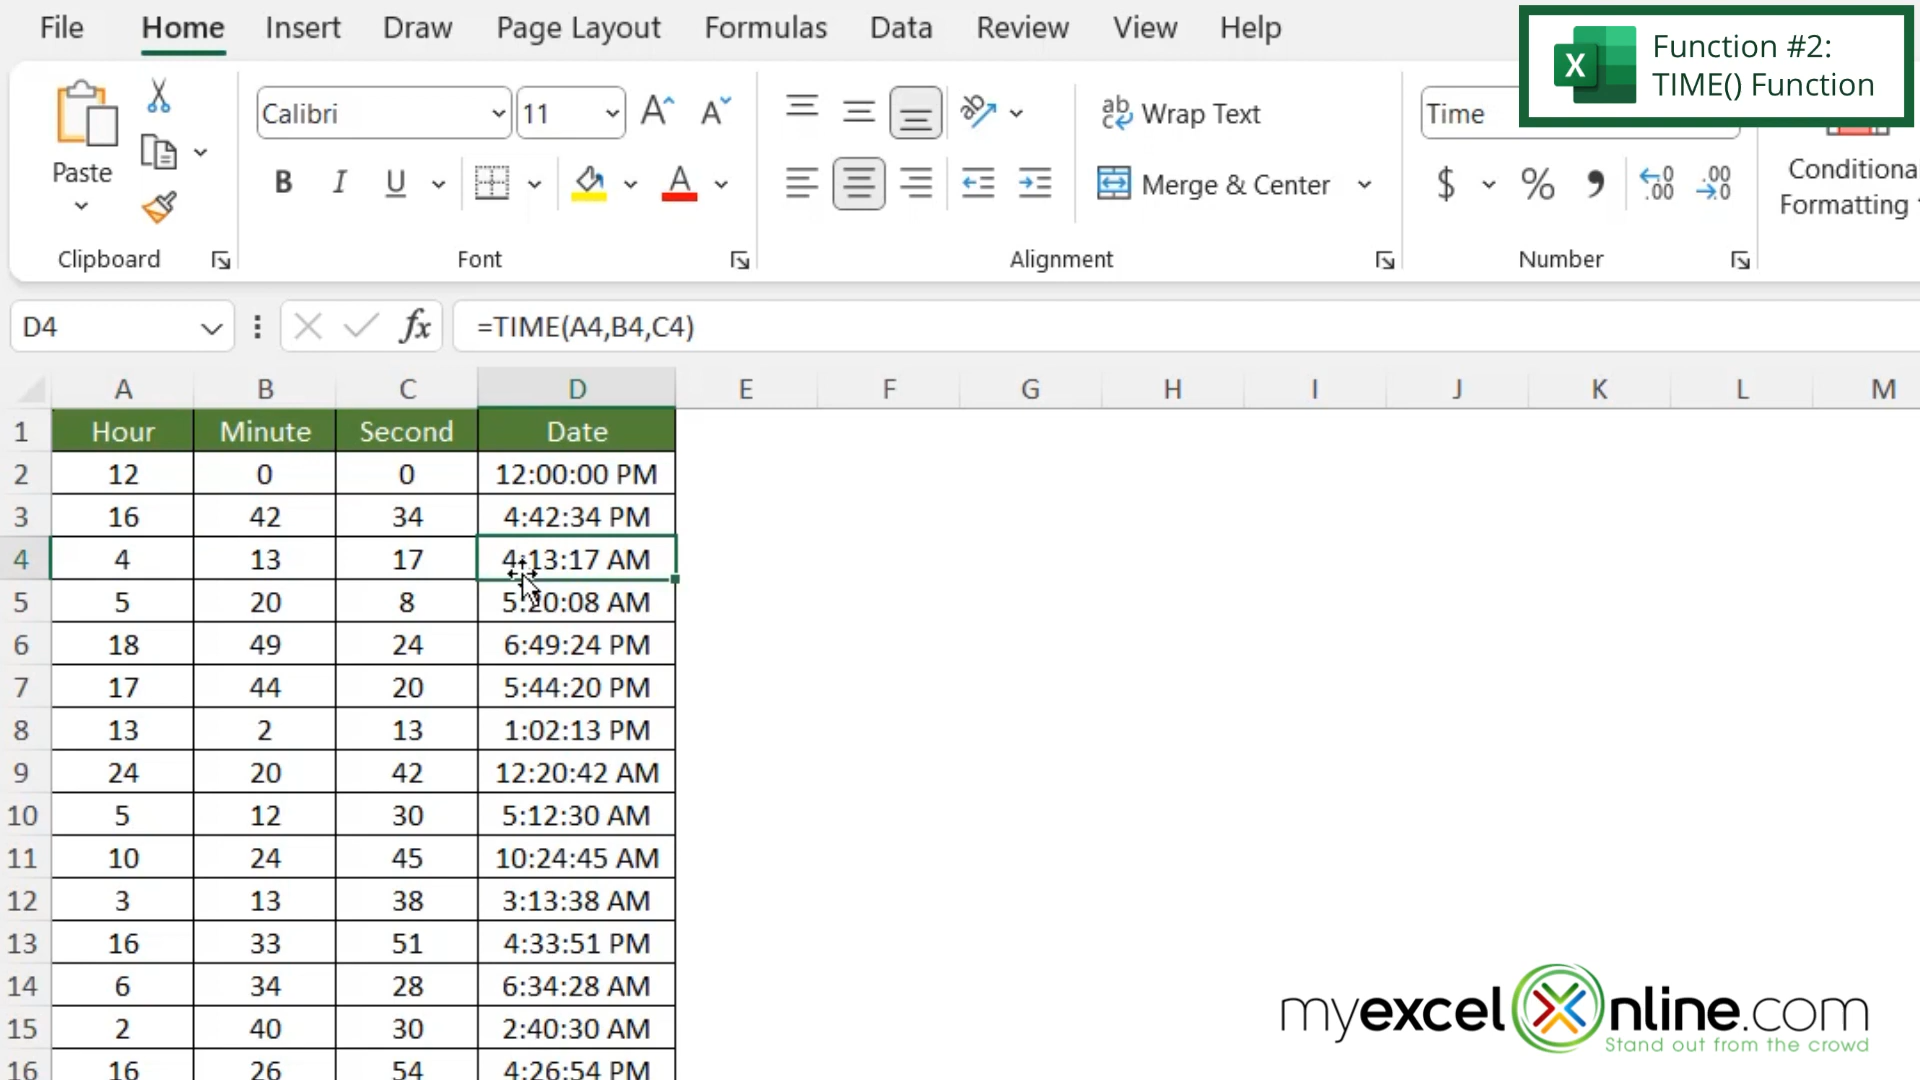 File Home Insert Draw Page Layout Formulas Data Review View Help
Function #2:
TIME() Function
Calibri 11 Wrap Text Time
Paste
B I U Merge & Center $ %
Conditiona
Formatting
Clipboard Font Alignment Number
D4 fx =TIME(A4,B4,C4)
A B C D E F G H I J K L M
1 Hour Minute Second Date
2 12 0 0 12:00:00 PM
3 16 42 34 4:42:34 PM
4 4 13 17 4:13:17 AM
5 5 20 8 5:20:08 AM
6 18 49 24 6:49:24 PM
7 17 44 20 5:44:20 PM
8 13 2 13 1:02:13 PM
9 24 20 42 12:20:42 AM
10 5 12 30 5:12:30 AM
11 10 24 45 10:24:45 AM
12 3 13 38 3:13:38 AM
13 16 33 51 4:33:51 PM
14 6 34 28 6:34:28 AM
15 2 40 30 2:40:30 AM
16 16 26 54 4:26:54 PM
myexcelOnline.com
Stand out from the crowd